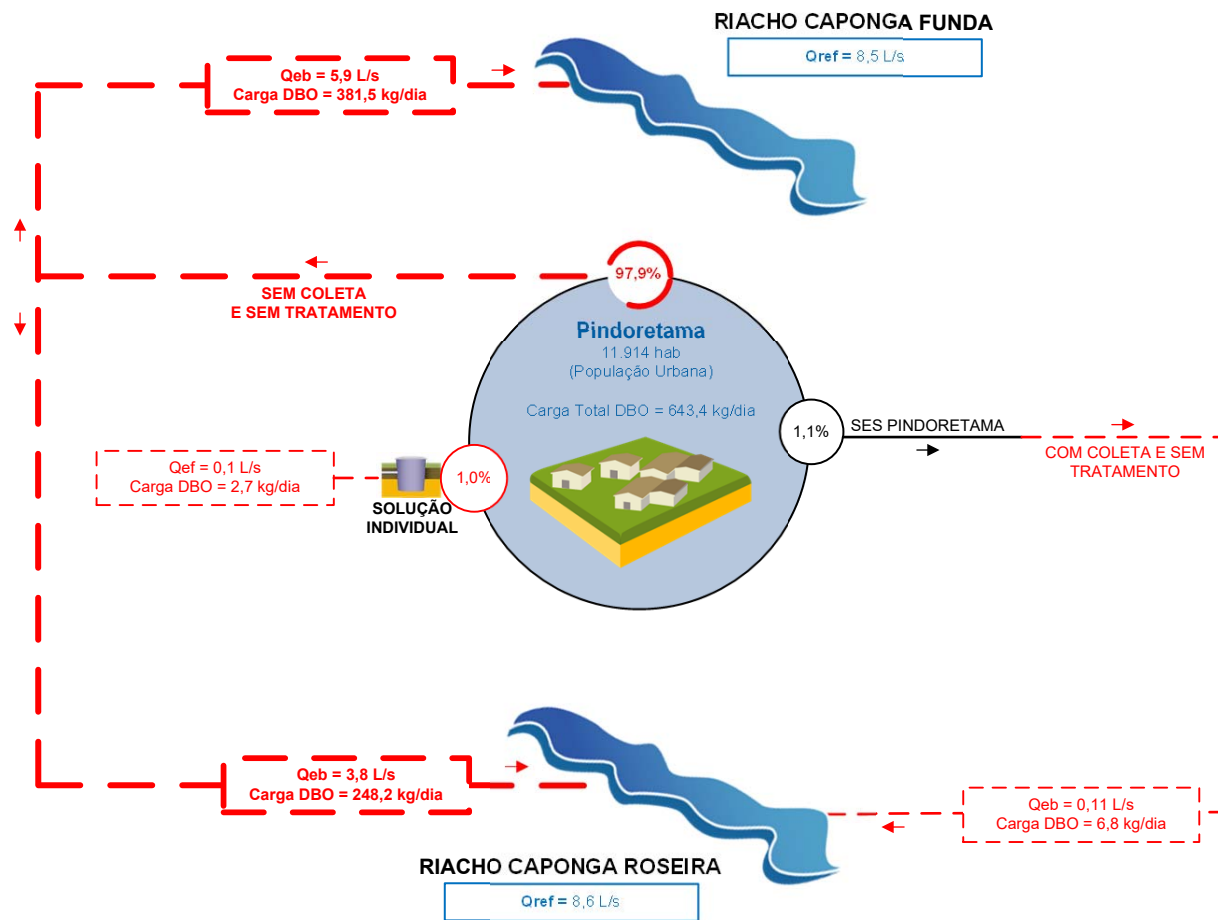 RIACHO CAPONGA FUNDA
Qref = 8,5 L/s
Qeb = 5,9 L/s
Carga DBO = 381,5 kg/dia
97,9%
SEM COLETA
E SEM TRATAMENTO
Pindoretama
11.914 hab
(População Urbana)
Carga Total DBO = 643,4 kg/dia
1,1%
SES PINDORETAMA
COM COLETA E SEM
TRATAMENTO
Qef = 0,1 L/s
Carga DBO = 2,7 kg/dia
1,0%
SOLUÇÃO
INDIVIDUAL
Qeb = 3,8 L/s
Carga DBO = 248,2 kg/dia
Qeb = 0,11 L/s
Carga DBO = 6,8 kg/dia
RIACHO CAPONGA ROSEIRA
Qref = 8,6 L/s